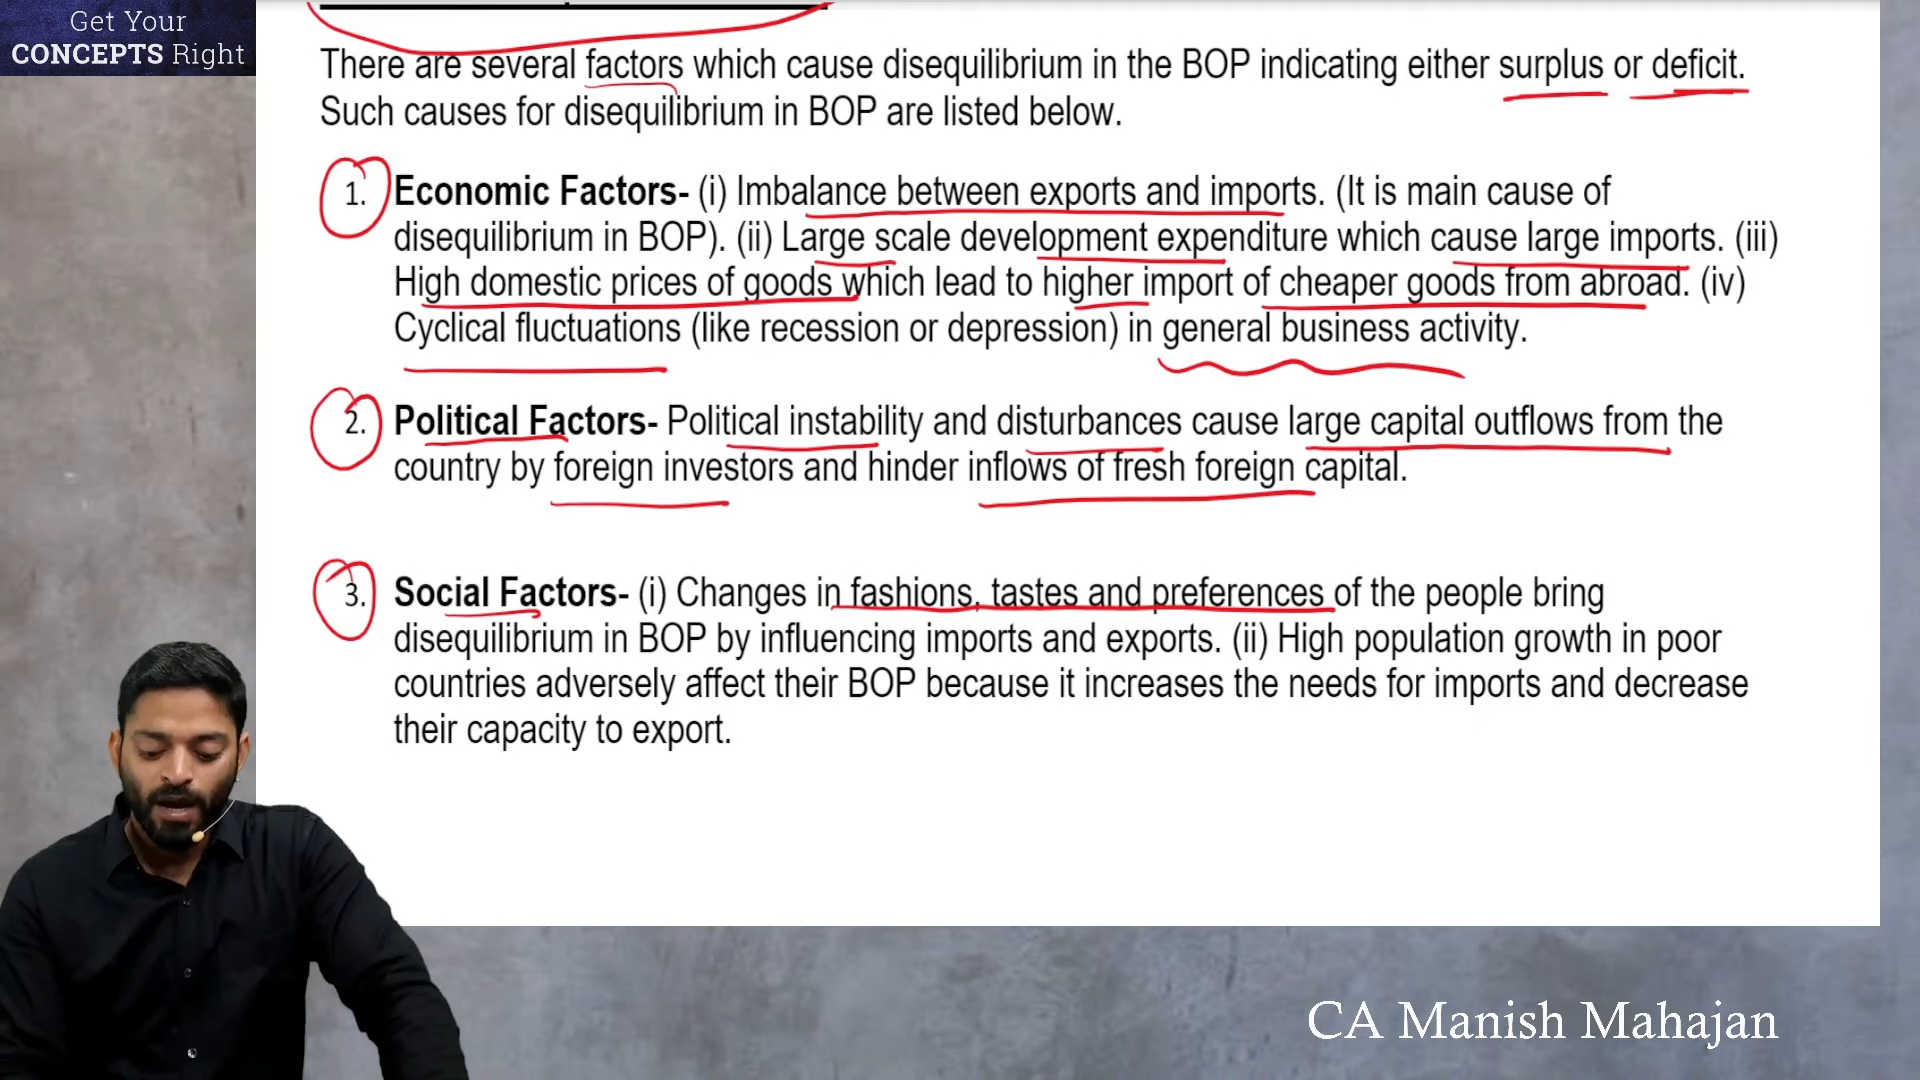 Get Your
CONCEPTS Right
There are several factors which cause disequilibrium in the BOP indicating either surplus or deficit.
Such causes for disequilibrium in BOP are listed below.
1. Economic Factors- (i) Imbalance between exports and imports. (It is main cause of
disequilibrium in BOP). (ii) Large scale development expenditure which cause large imports. (iii)
High domestic prices of goods which lead to higher import of cheaper goods from abroad. (iv)
Cyclical fluctuations (like recession or depression) in general business activity.
2. Political Factors- Political instability and disturbances cause large capital outflows from the
country by foreign investors and hinder inflows of fresh foreign capital.
3. Social Factors- (i) Changes in fashions, tastes and preferences of the people bring
disequilibrium in BOP by influencing imports and exports. (ii) High population growth in poor
countries adversely affect their BOP because it increases the needs for imports and decrease
their capacity to export.
CA Manish Mahajan